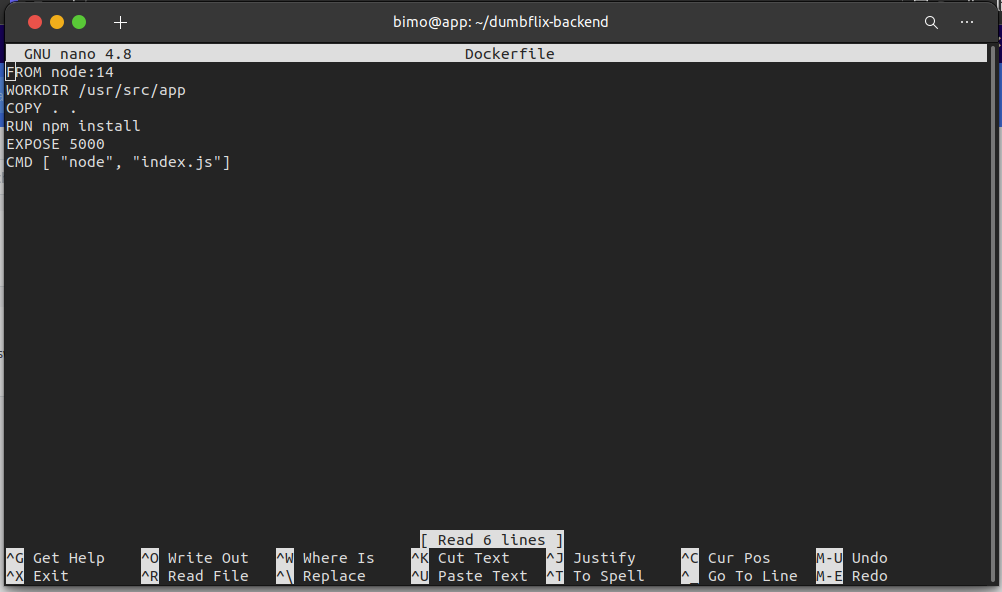 bimo@app: ~/dumbflix-backend
GNU nano 4.8 Dockerfile
FROM node:14
WORKDIR /usr/src/app
COPY . .
RUN npm install
EXPOSE 5000
CMD [ "node", "index.js"]
[ Read 6 lines ]
^G Get Help ^O Write Out ^W Where Is ^K Cut Text ^J Justify ^C Cur Pos M-U Undo
^X Exit ^R Read File ^\ Replace ^U Paste Text ^T To Spell ^_ Go To Line M-E Redo